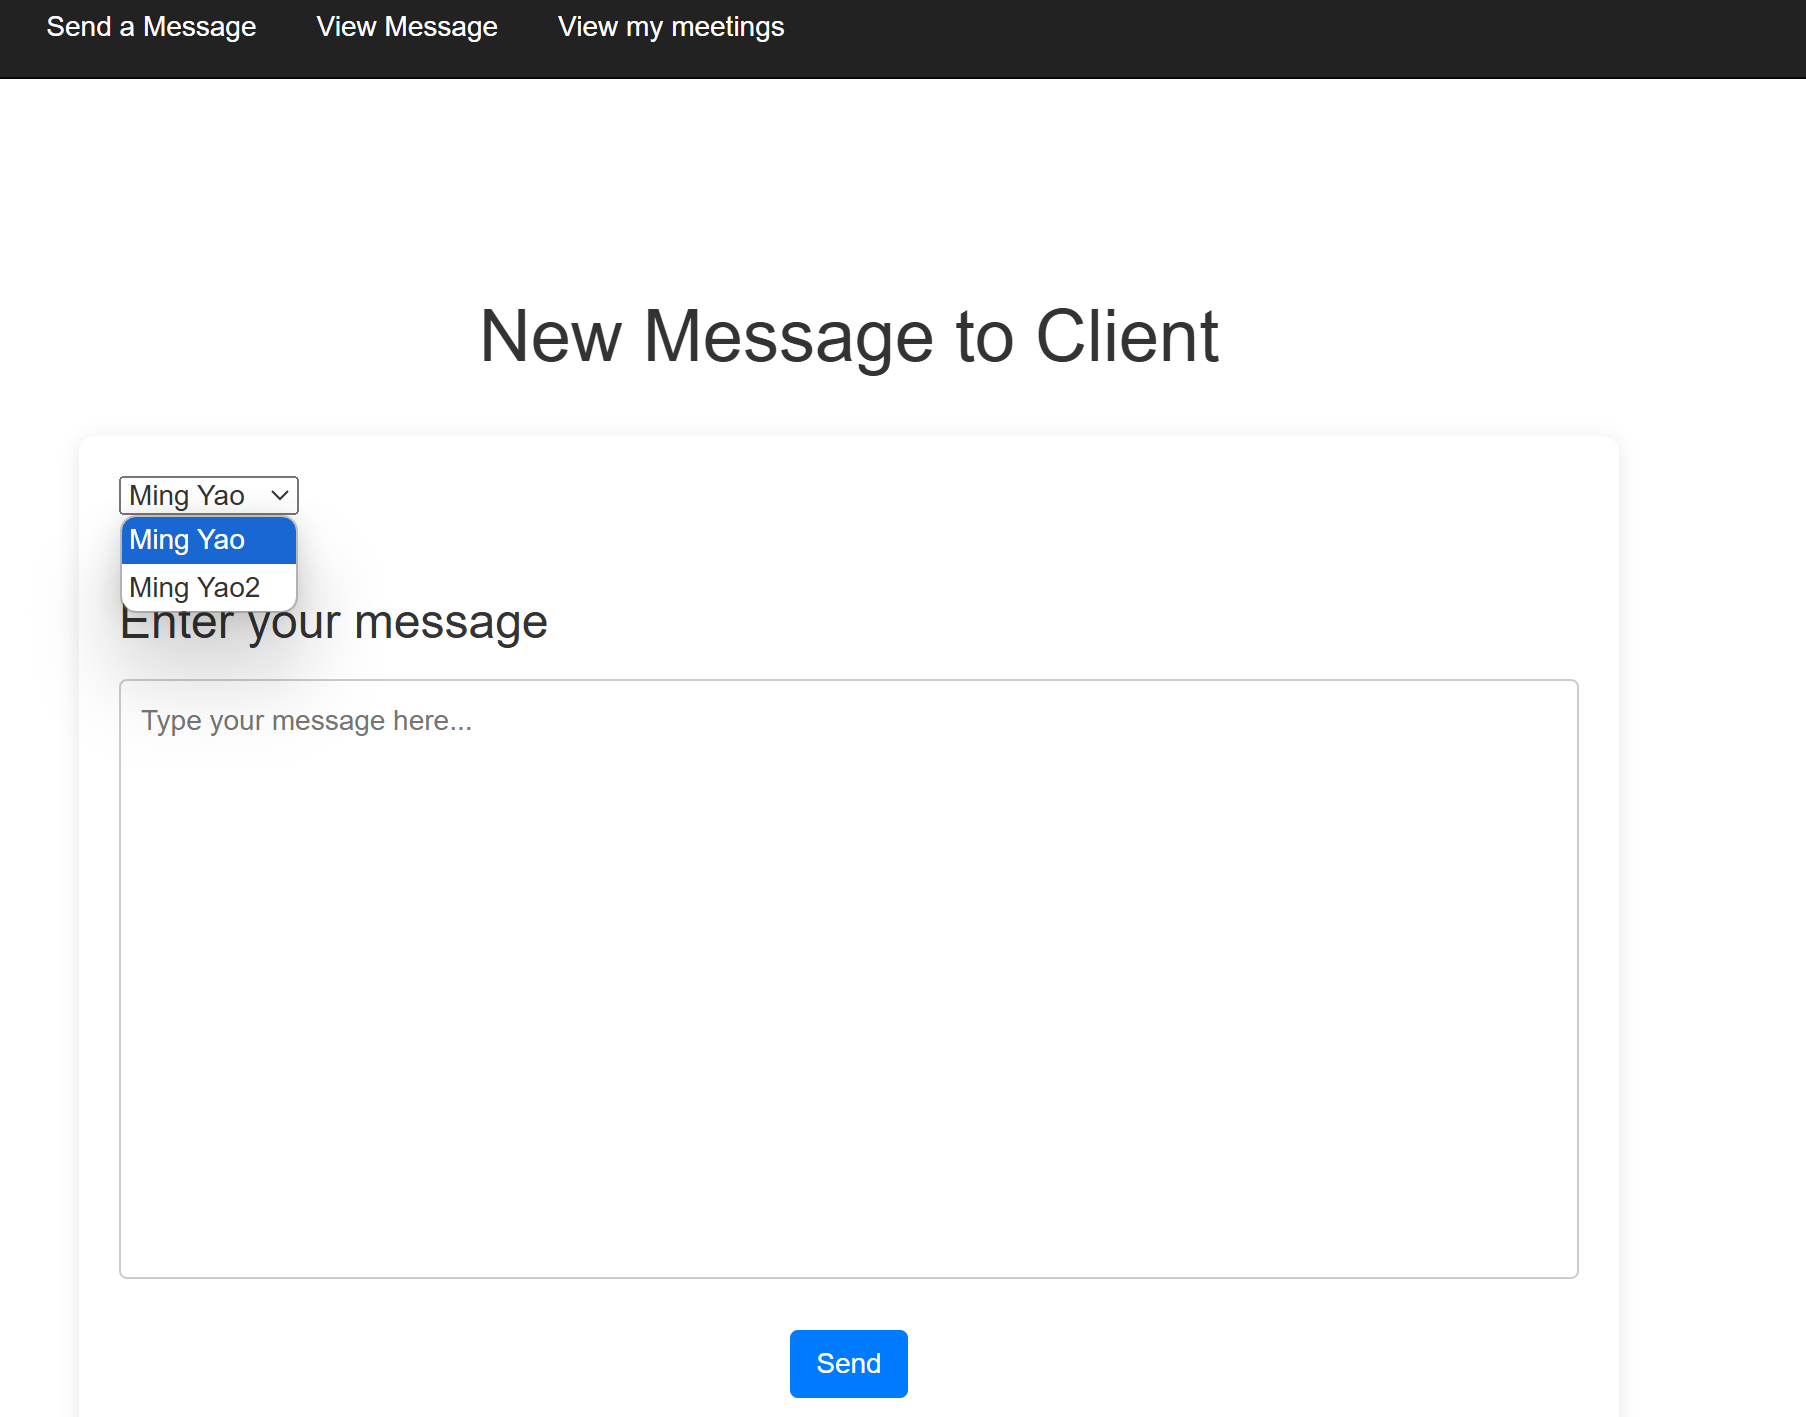 Send a Message View Message View my meetings
New Message to Client
Ming Yao
Ming Yao
Ming Yao2
Enter your message
Type your message here...
Send